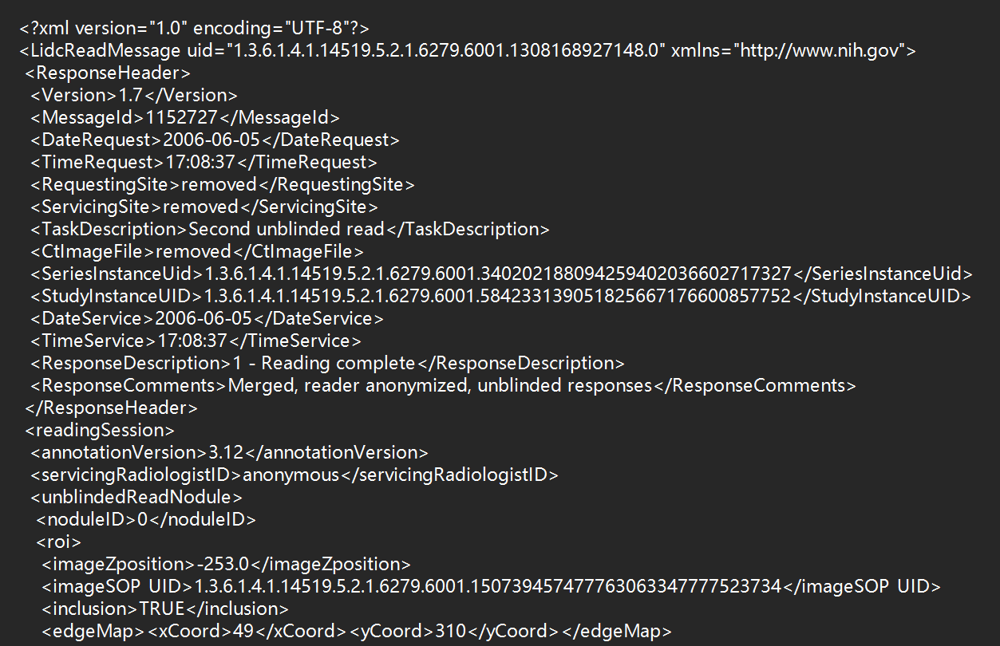 <?xml version="1.0" encoding="UTF-8"?>
<LidcReadMessage uid="1.3.6.1.4.1.14519.5.2.1.6279.6001.1308168927148.0" xmlns="http://www.nih.gov">
<ResponseHeader>
<Version>1.7</Version>
<MessageId>1152727</MessageId>
<DateRequest>2006-06-05</DateRequest>
<TimeRequest>17:08:37</TimeRequest>
<RequestingSite>removed</RequestingSite>
<ServicingSite>removed</ServicingSite>
<TaskDescription>Second unblinded read</TaskDescription>
<CtImageFile>removed</CtImageFile>
<SeriesInstanceUid>1.3.6.1.4.1.14519.5.2.1.6279.6001.340202188094259402036602717327</SeriesInstanceUid>
<StudyInstanceUID>1.3.6.1.4.1.14519.5.2.1.6279.6001.584233139051825667176600857752</StudyInstanceUID>
<DateService>2006-06-05</DateService>
<TimeService>17:08:37</TimeService>
<ResponseDescription>1 - Reading complete</ResponseDescription>
<ResponseComments>Merged, reader anonymized, unblinded responses</ResponseComments>
</ResponseHeader>
<readingSession>
<annotationVersion>3.12</annotationVersion>
<servicingRadiologistID>anonymous</servicingRadiologistID>
<unblindedReadNodule>
<noduleID>0</noduleID>
<roi>
<imageZposition>-253.0</imageZposition>
<imageSOP_UID>1.3.6.1.4.1.14519.5.2.1.6279.6001.150739457477763063347777523734</imageSOP_UID>
<inclusion>TRUE</inclusion>
<edgeMap><xCoord>49</xCoord><yCoord>310</yCoord></edgeMap>